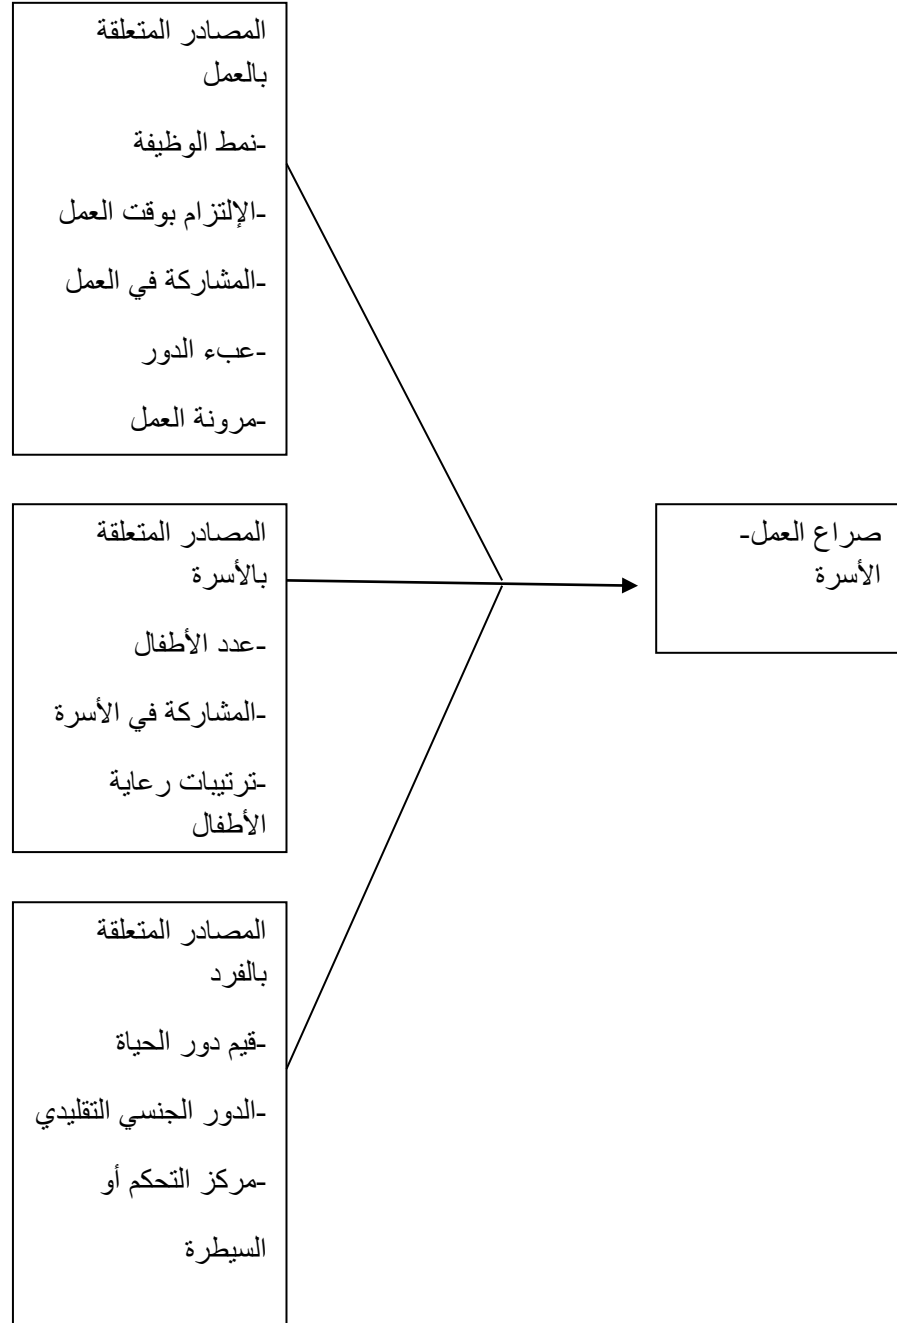 المصادر المتعلقة
بالعمل
-نمط الوظيفة
-الإلتزام بوقت العمل
-المشاركة في العمل
-عبء الدور
-مرونة العمل
المصادر المتعلقة
بالأسرة
-عدد الأطفال
-المشاركة في الأسرة
-ترتيبات رعاية
الأطفال
المصادر المتعلقة
بالفرد
-قيم دور الحياة
-الدور الجنسي التقليدي
-مركز التحكم أو
السيطرة
صراع العمل-
الأسرة